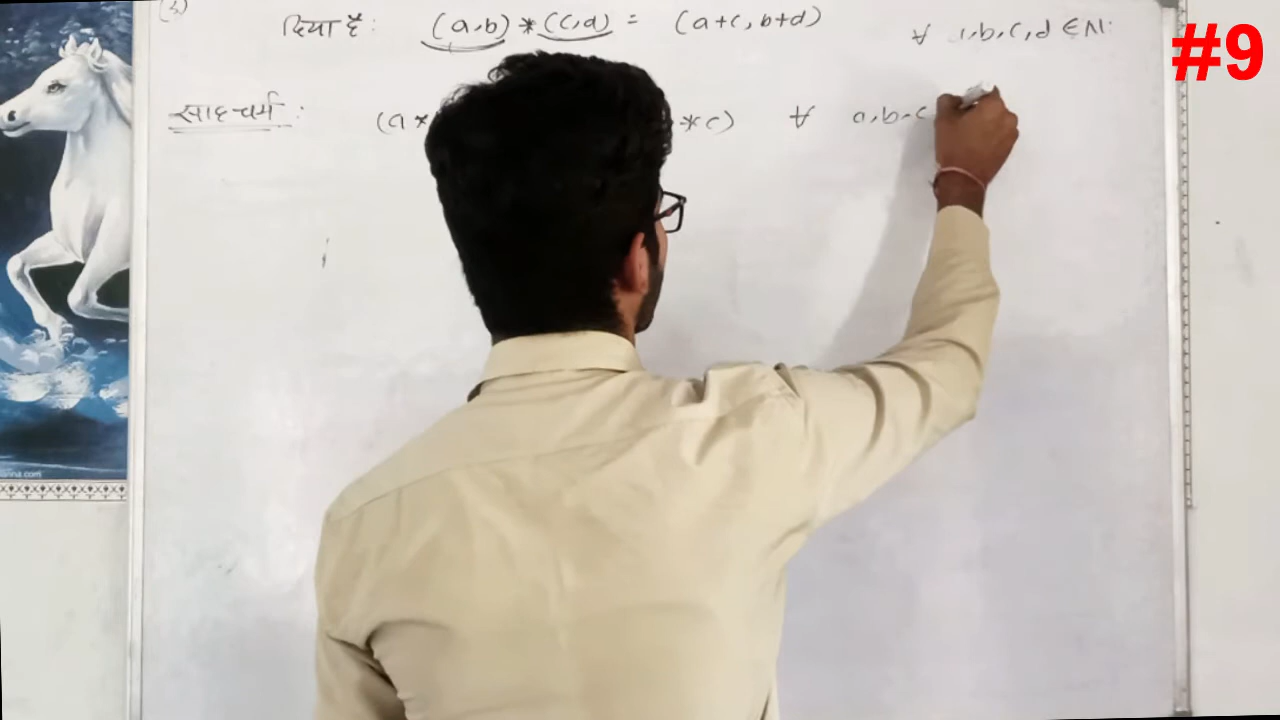 दिया है : (a,b) * (c,d) = (a+c, b+d) ∀ a,b,c,d ∈ N.
#9
साहचर्य : (a * * c) ∀ a,b,c